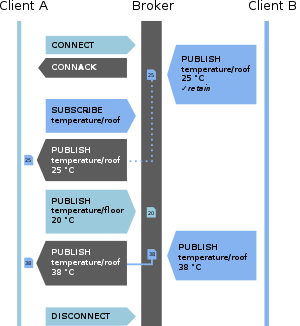 Client A
Broker
Client B
CONNECT
CONNACK
PUBLISH
temperature/roof
25 °C
✓retain
25
SUBSCRIBE
temperature/roof
PUBLISH
temperature/roof
25 °C
25
PUBLISH
temperature/floor
20 °C
20
PUBLISH
temperature/roof
38 °C
38
PUBLISH
temperature/roof
38 °C
38
DISCONNECT